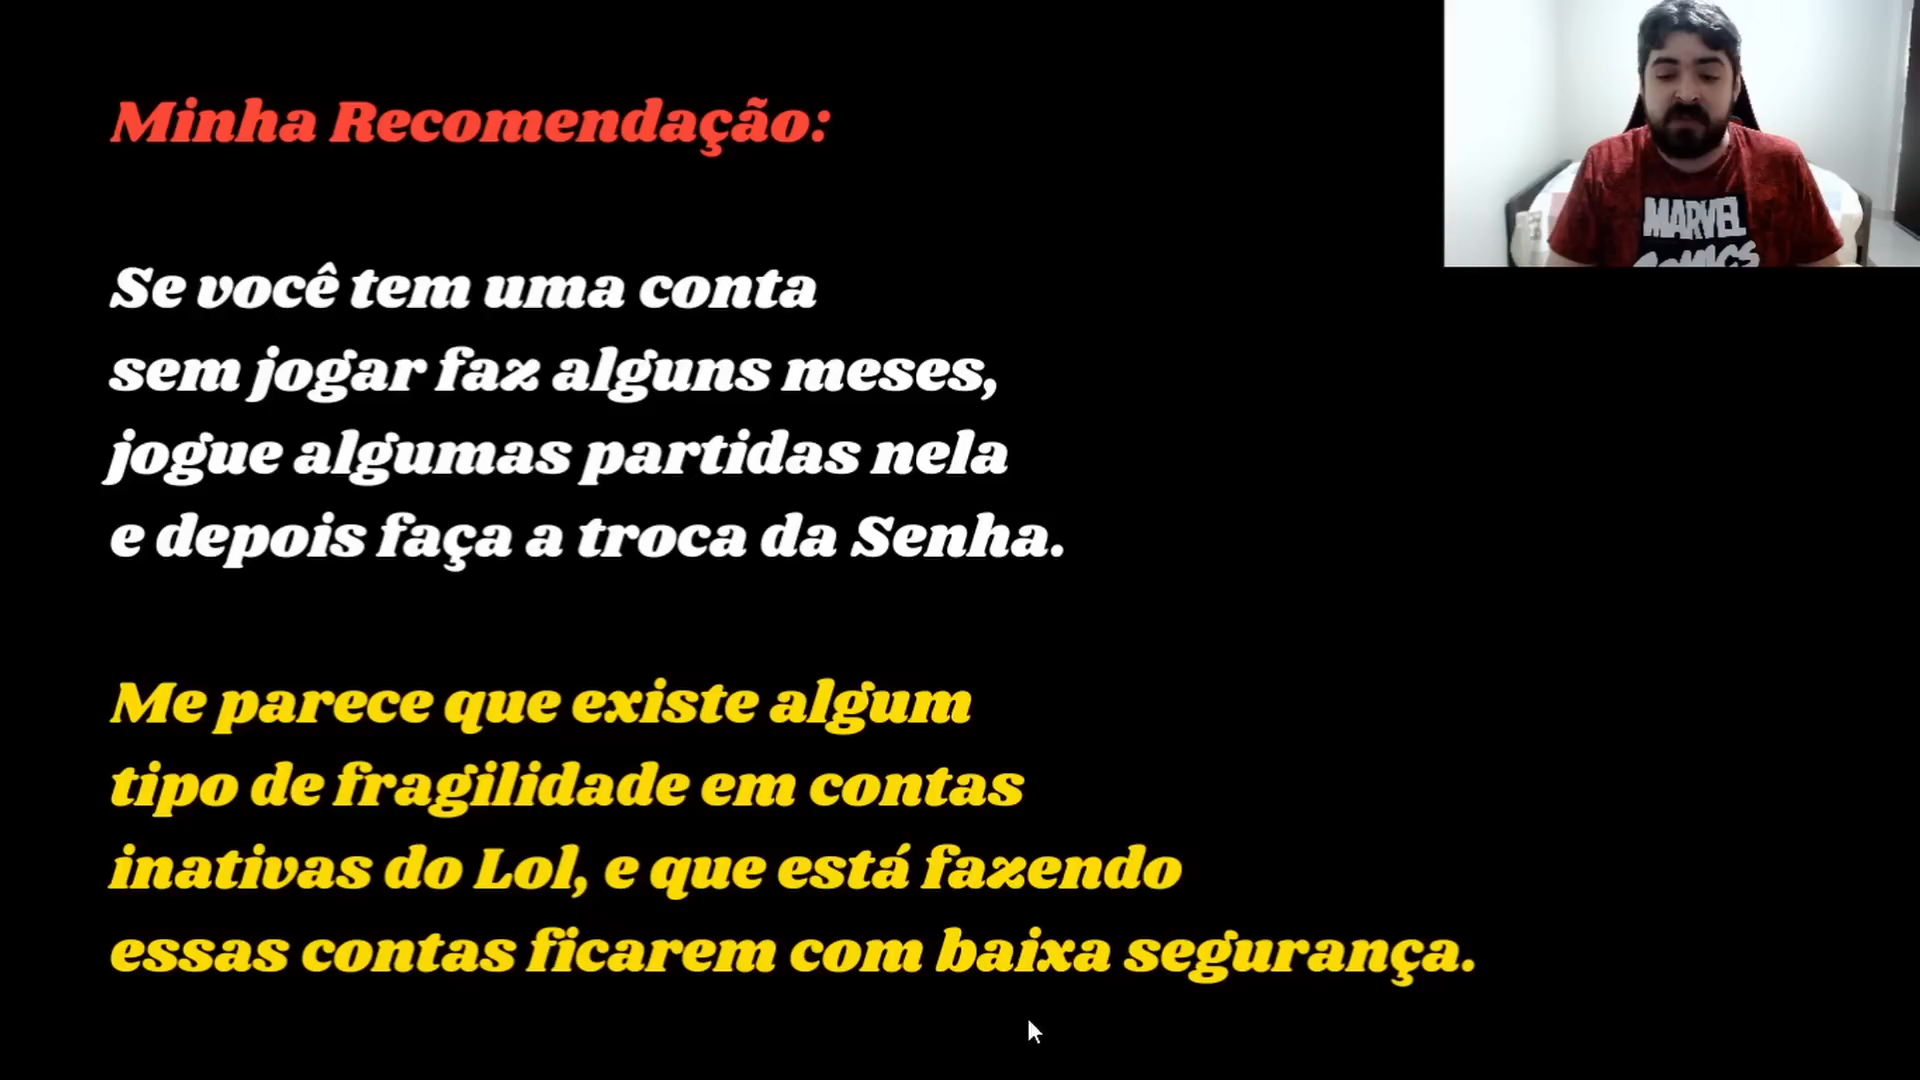 Minha Recomendação:
Se você tem uma conta
sem jogar faz alguns meses,
jogue algumas partidas nela
e depois faça a troca da Senha.
Me parece que existe algum
tipo de fragilidade em contas
inativas do Lol, e que está fazendo
essas contas ficarem com baixa segurança.
MARVEL
COMICS